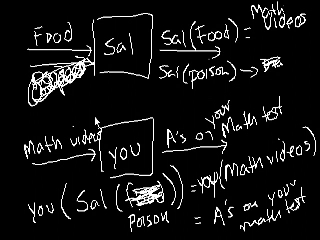 Food Sal Sal(Food) = Math videos
Sal(poison) →
Math videos you A's on your Math test
you(Sal( )) = you(Math videos)
Poison = A's on your math test